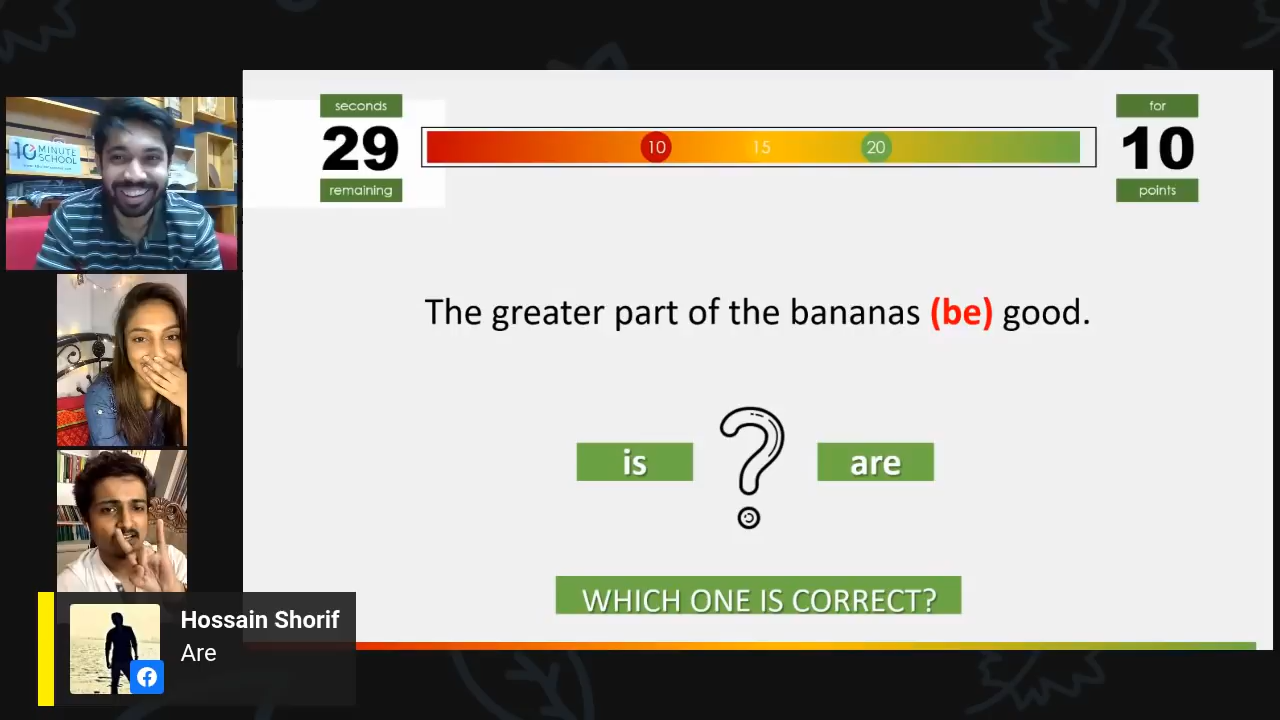 seconds
29
remaining
10
15
20
for
10
points
10 MINUTE
SCHOOL
The greater part of the bananas (be) good.
is
are
WHICH ONE IS CORRECT?
Hossain Shorif
Are